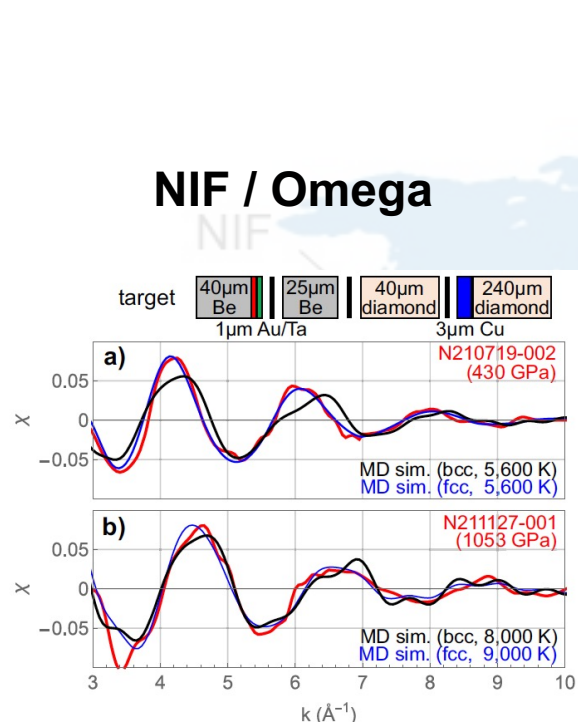 NIF / Omega
NIF
target
40μm
Be
25μm
Be
40μm
diamond
240μm
diamond
1μm Au/Ta
3μm Cu
a)
N210719-002
(430 GPa)
0.05
0
−0.05
χ
MD sim. (bcc, 5,600 K)
MD sim. (fcc, 5,600 K)
b)
N211127-001
(1053 GPa)
0.05
0
−0.05
χ
MD sim. (bcc, 8,000 K)
MD sim. (fcc, 9,000 K)
3 4 5 6 7 8 9 10
k (Å⁻¹)